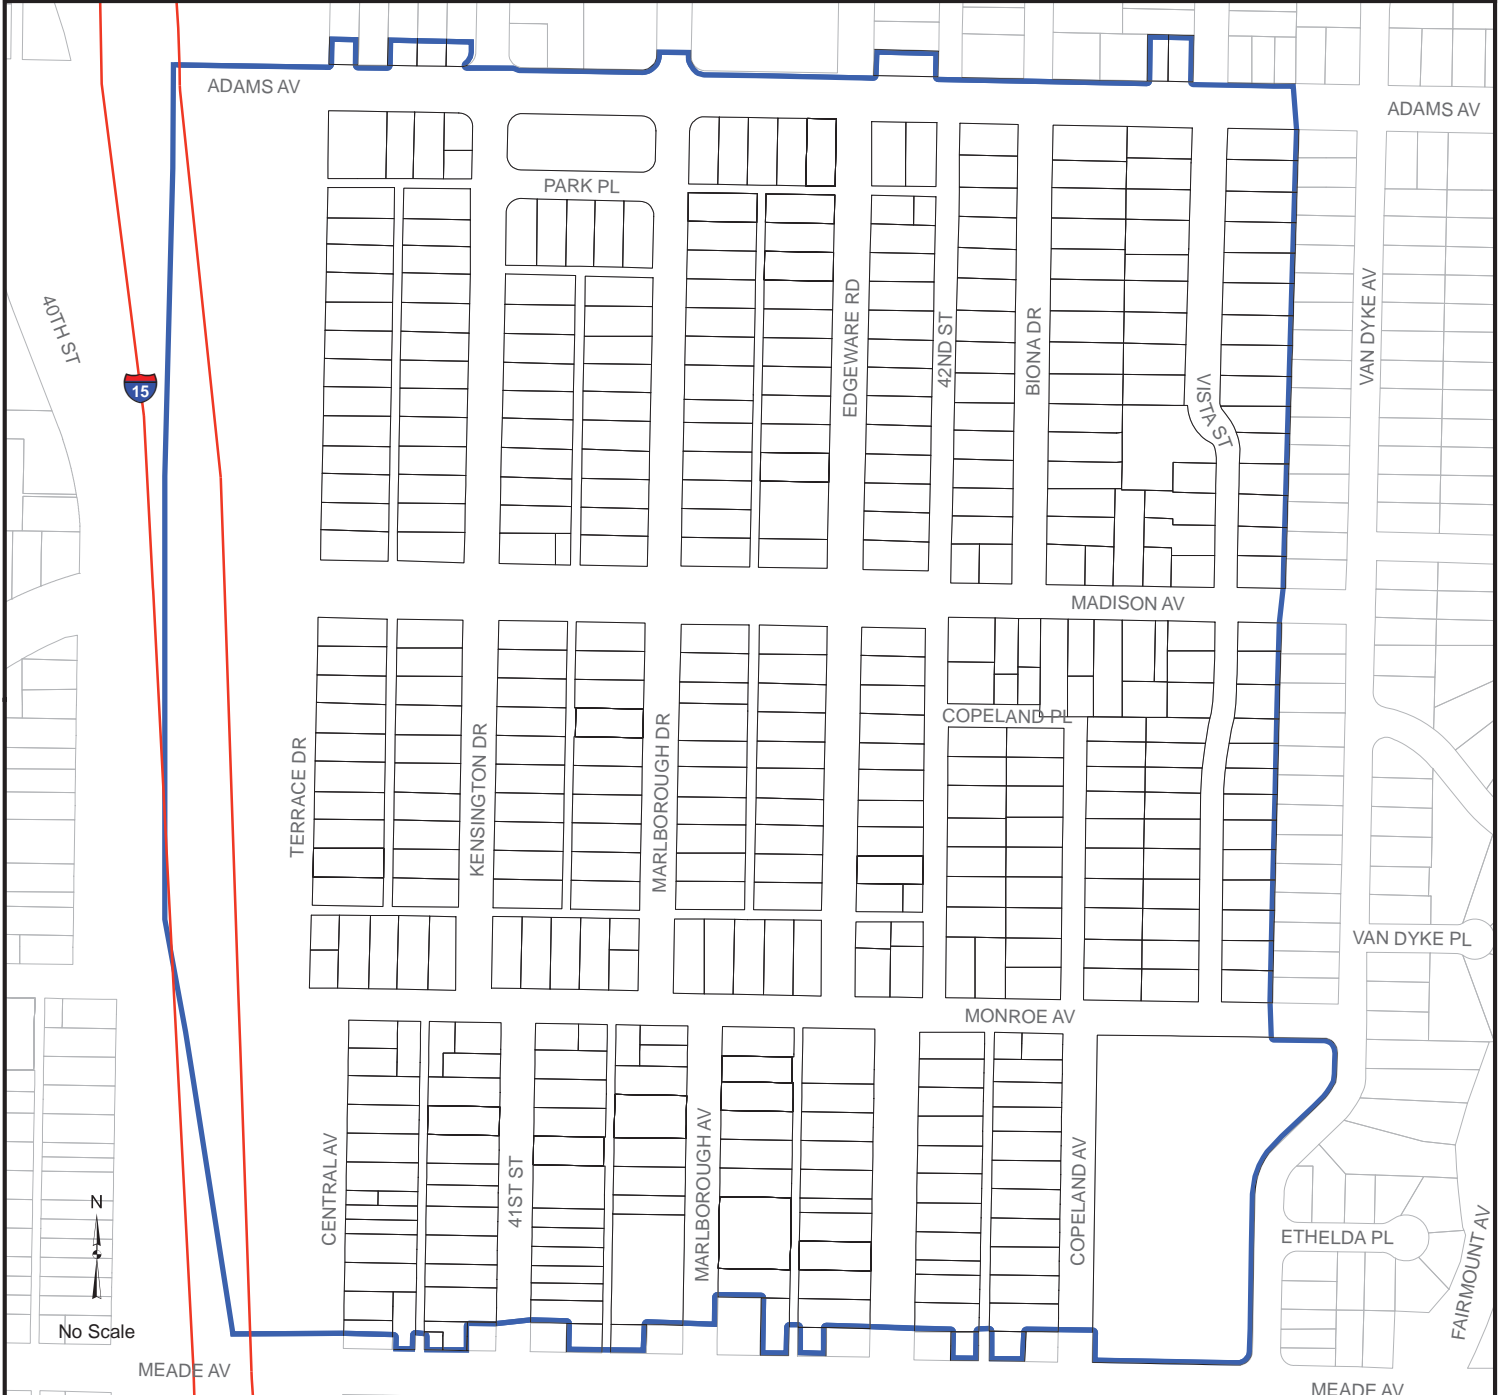 ADAMS AV
ADAMS AV
PARK PL
40TH ST
15
EDGEWARE RD
42ND ST
BIONA DR
VISTA ST
VAN DYKE AV
MADISON AV
COPELAND PL
TERRACE DR
KENSINGTON DR
MARLBOROUGH DR
VAN DYKE PL
MONROE AV
CENTRAL AV
41ST ST
MARLBOROUGH AV
COPELAND AV
ETHELDA PL
FAIRMOUNT AV
N
No Scale
MEADE AV
MEADE AV